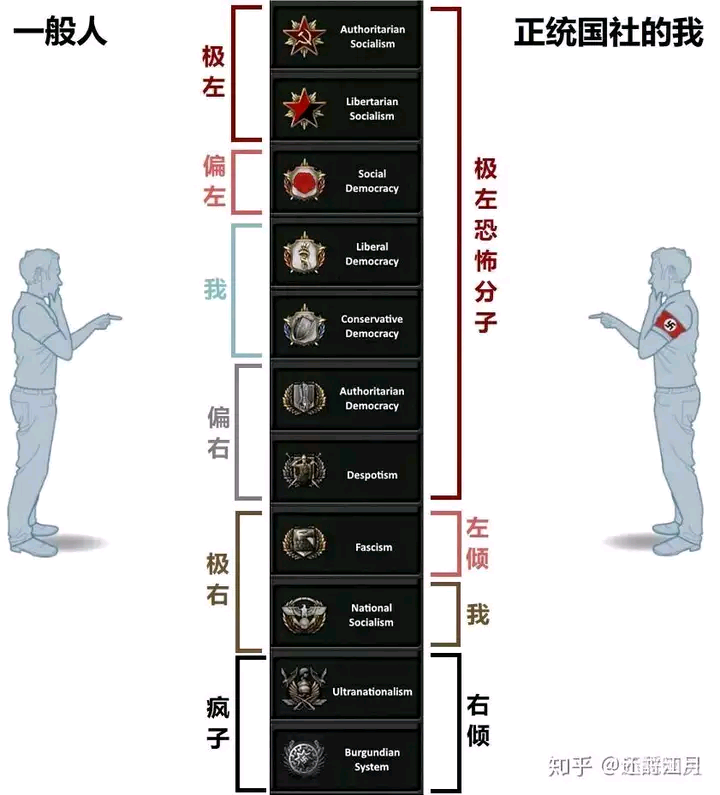 一般人
正统国社的我
极左
偏左
我
偏右
极右
疯子
Authoritarian
Socialism
Libertarian
Socialism
Social
Democracy
Liberal
Democracy
Conservative
Democracy
Authoritarian
Democracy
Despotism
Fascism
National
Socialism
Ultranationalism
Burgundian
System
极左恐怖分子
左倾
我
右倾
知乎